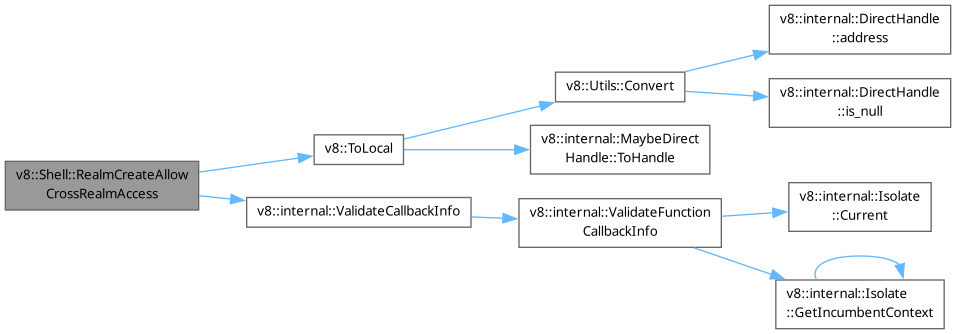 v8::Shell::RealmCreateAllow
CrossRealmAccess
v8::ToLocal
v8::internal::ValidateCallbackInfo
v8::Utils::Convert
v8::internal::MaybeDirect
Handle::ToHandle
v8::internal::ValidateFunction
CallbackInfo
v8::internal::DirectHandle
::address
v8::internal::DirectHandle
::is_null
v8::internal::Isolate
::Current
v8::internal::Isolate
::GetIncumbentContext